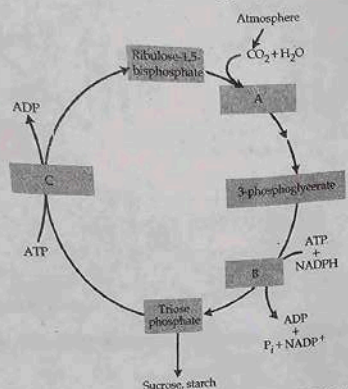 Atmosphere
CO₂ + H₂O
Ribulose-1,5-
bisphosphate
A
ADP
C
3-phosphoglycerate
ATP
ATP
+
NADPH
B
Triose
phosphate
ADP
+
Pᵢ + NADP⁺
Sucrose, starch